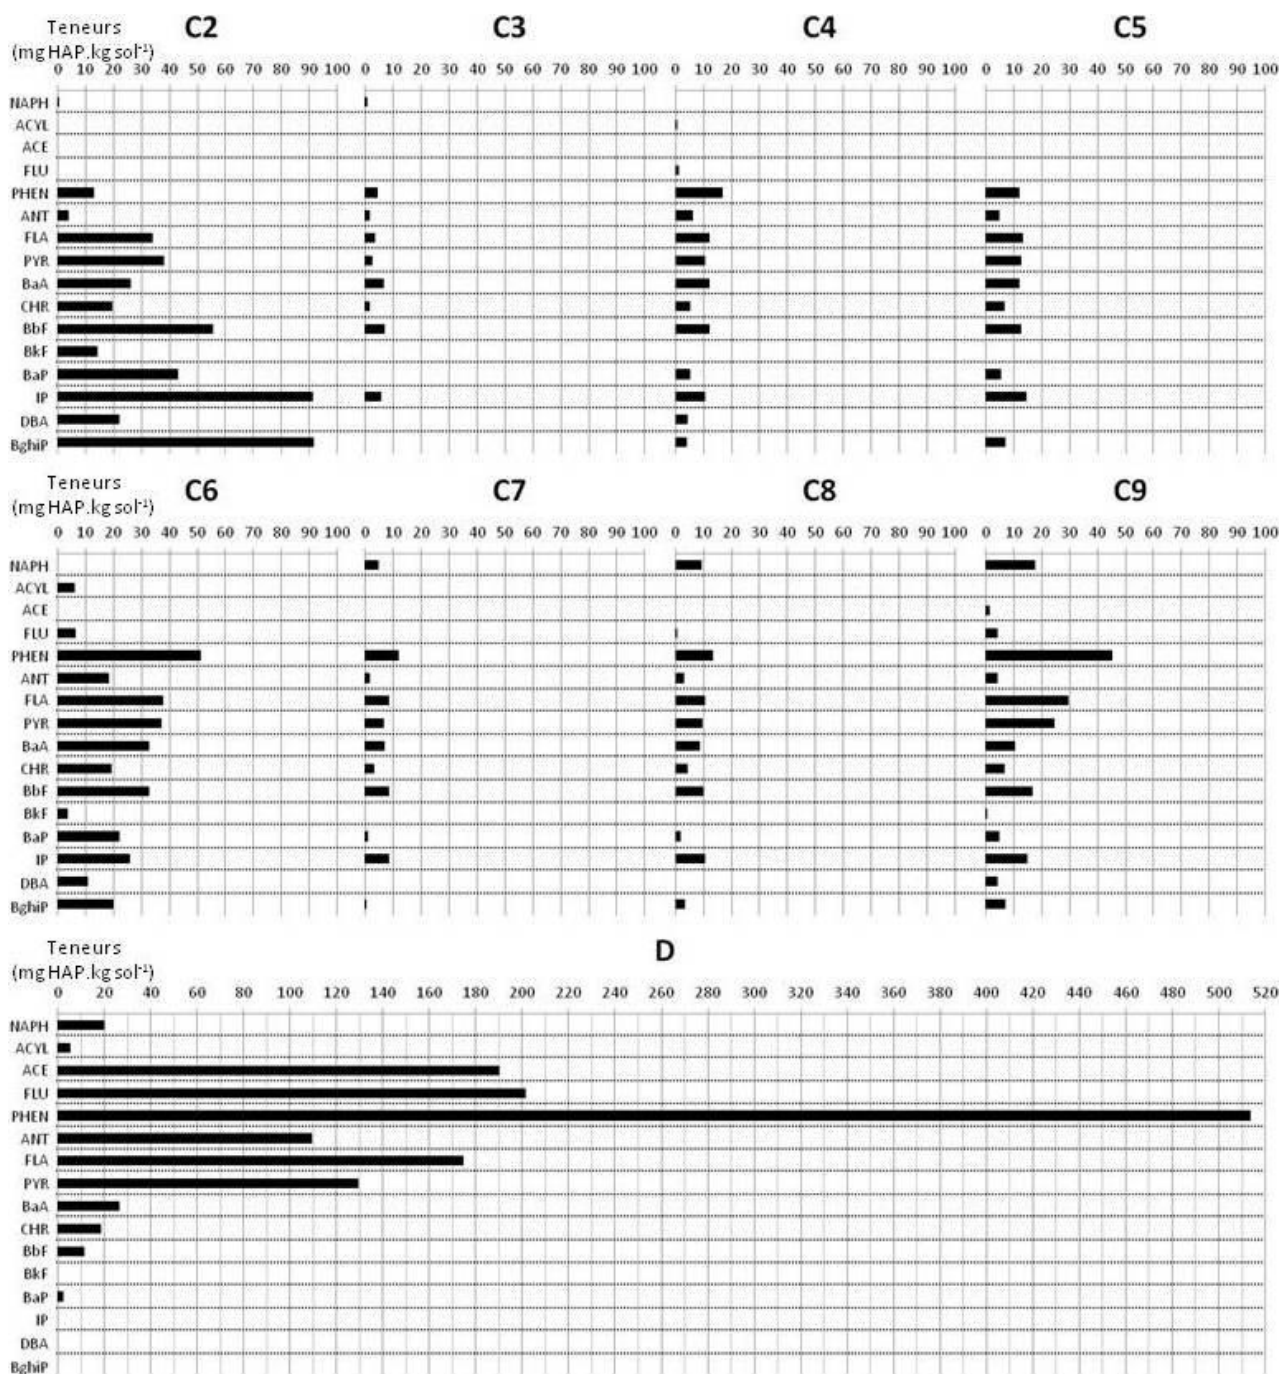 Teneurs C2 C3 C4 C5
(mg HAP.kg sol⁻¹)
0 10 20 30 40 50 60 70 80 90 100 0 10 20 30 40 50 60 70 80 90 100 0 10 20 30 40 50 60 70 80 90 100 0 10 20 30 40 50 60 70 80 90 100
NAPH
ACYL
ACE
FLU
PHEN
ANT
FLA
PYR
BaA
CHR
BbF
BkF
BaP
IP
DBA
BghiP
Teneurs C6 C7 C8 C9
(mg HAP.kg sol⁻¹)
0 10 20 30 40 50 60 70 80 90 100 0 10 20 30 40 50 60 70 80 90 100 0 10 20 30 40 50 60 70 80 90 100 0 10 20 30 40 50 60 70 80 90 100
NAPH
ACYL
ACE
FLU
PHEN
ANT
FLA
PYR
BaA
CHR
BbF
BkF
BaP
IP
DBA
BghiP
Teneurs D
(mg HAP.kg sol⁻¹)
0 20 40 60 80 100 120 140 160 180 200 220 240 260 280 300 320 340 360 380 400 420 440 460 480 500 520
NAPH
ACYL
ACE
FLU
PHEN
ANT
FLA
PYR
BaA
CHR
BbF
BkF
BaP
IP
DBA
BghiP